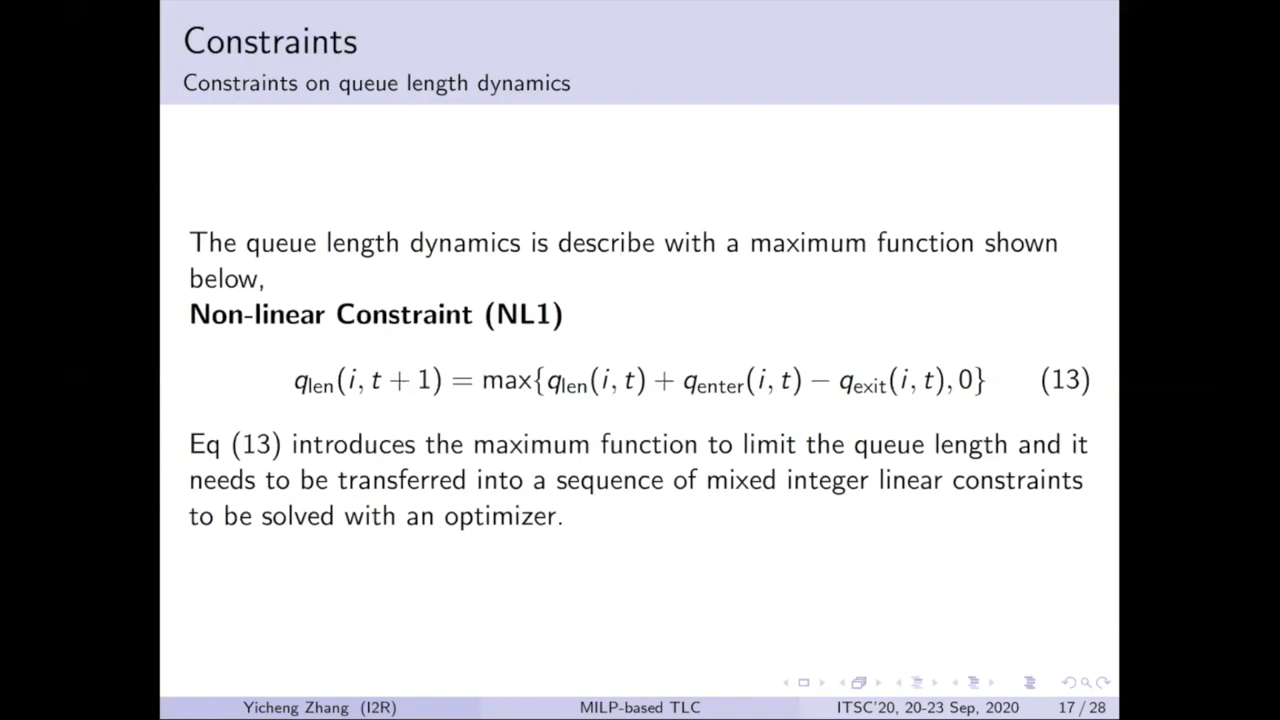 Constraints
Constraints on queue length dynamics
The queue length dynamics is describe with a maximum function shown
below,
Non-linear Constraint (NL1)
q_len(i, t + 1) = max{q_len(i, t) + q_enter(i, t) − q_exit(i, t), 0} (13)
Eq (13) introduces the maximum function to limit the queue length and it
needs to be transferred into a sequence of mixed integer linear constraints
to be solved with an optimizer.
Yicheng Zhang (I2R) MILP-based TLC ITSC'20, 20-23 Sep, 2020 17 / 28